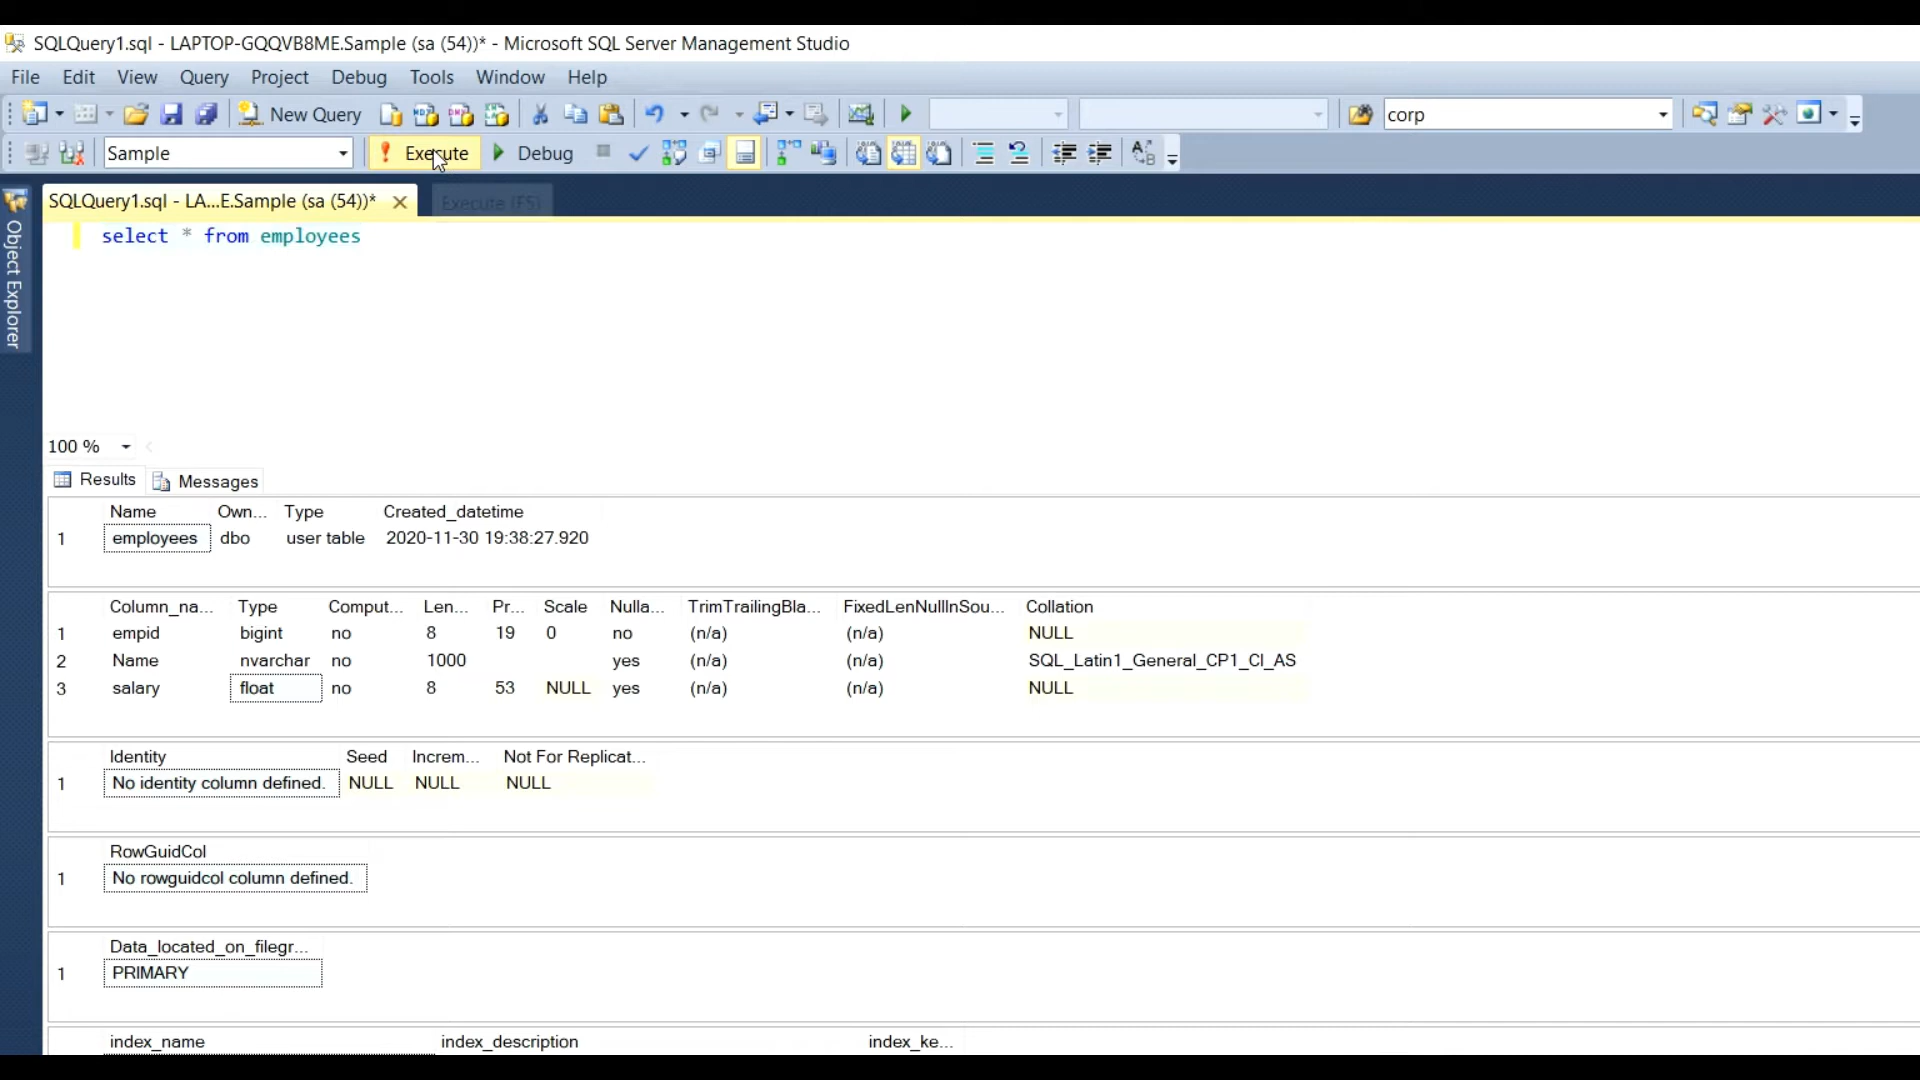 SQLQuery1.sql - LAPTOP-GQQVB8ME.Sample (sa (54))* - Microsoft SQL Server Management Studio
File Edit View Query Project Debug Tools Window Help
New Query corp
Sample Execute Debug
SQLQuery1.sql - LA...E.Sample (sa (54))* Execute (F5)
Object Explorer
select * from employees
100 %
Results Messages
Name Own... Type Created_datetime
1 employees dbo user table 2020-11-30 19:38:27.920
Column_na... Type Comput... Len... Pr... Scale Nulla... TrimTrailingBla... FixedLenNullInSou... Collation
1 empid bigint no 8 19 0 no (n/a) (n/a) NULL
2 Name nvarchar no 1000 yes (n/a) (n/a) SQL_Latin1_General_CP1_CI_AS
3 salary float no 8 53 NULL yes (n/a) (n/a) NULL
Identity Seed Increm... Not For Replicat...
1 No identity column defined. NULL NULL NULL
RowGuidCol
1 No rowguidcol column defined.
Data_located_on_filegr...
1 PRIMARY
index_name index_description index_ke...